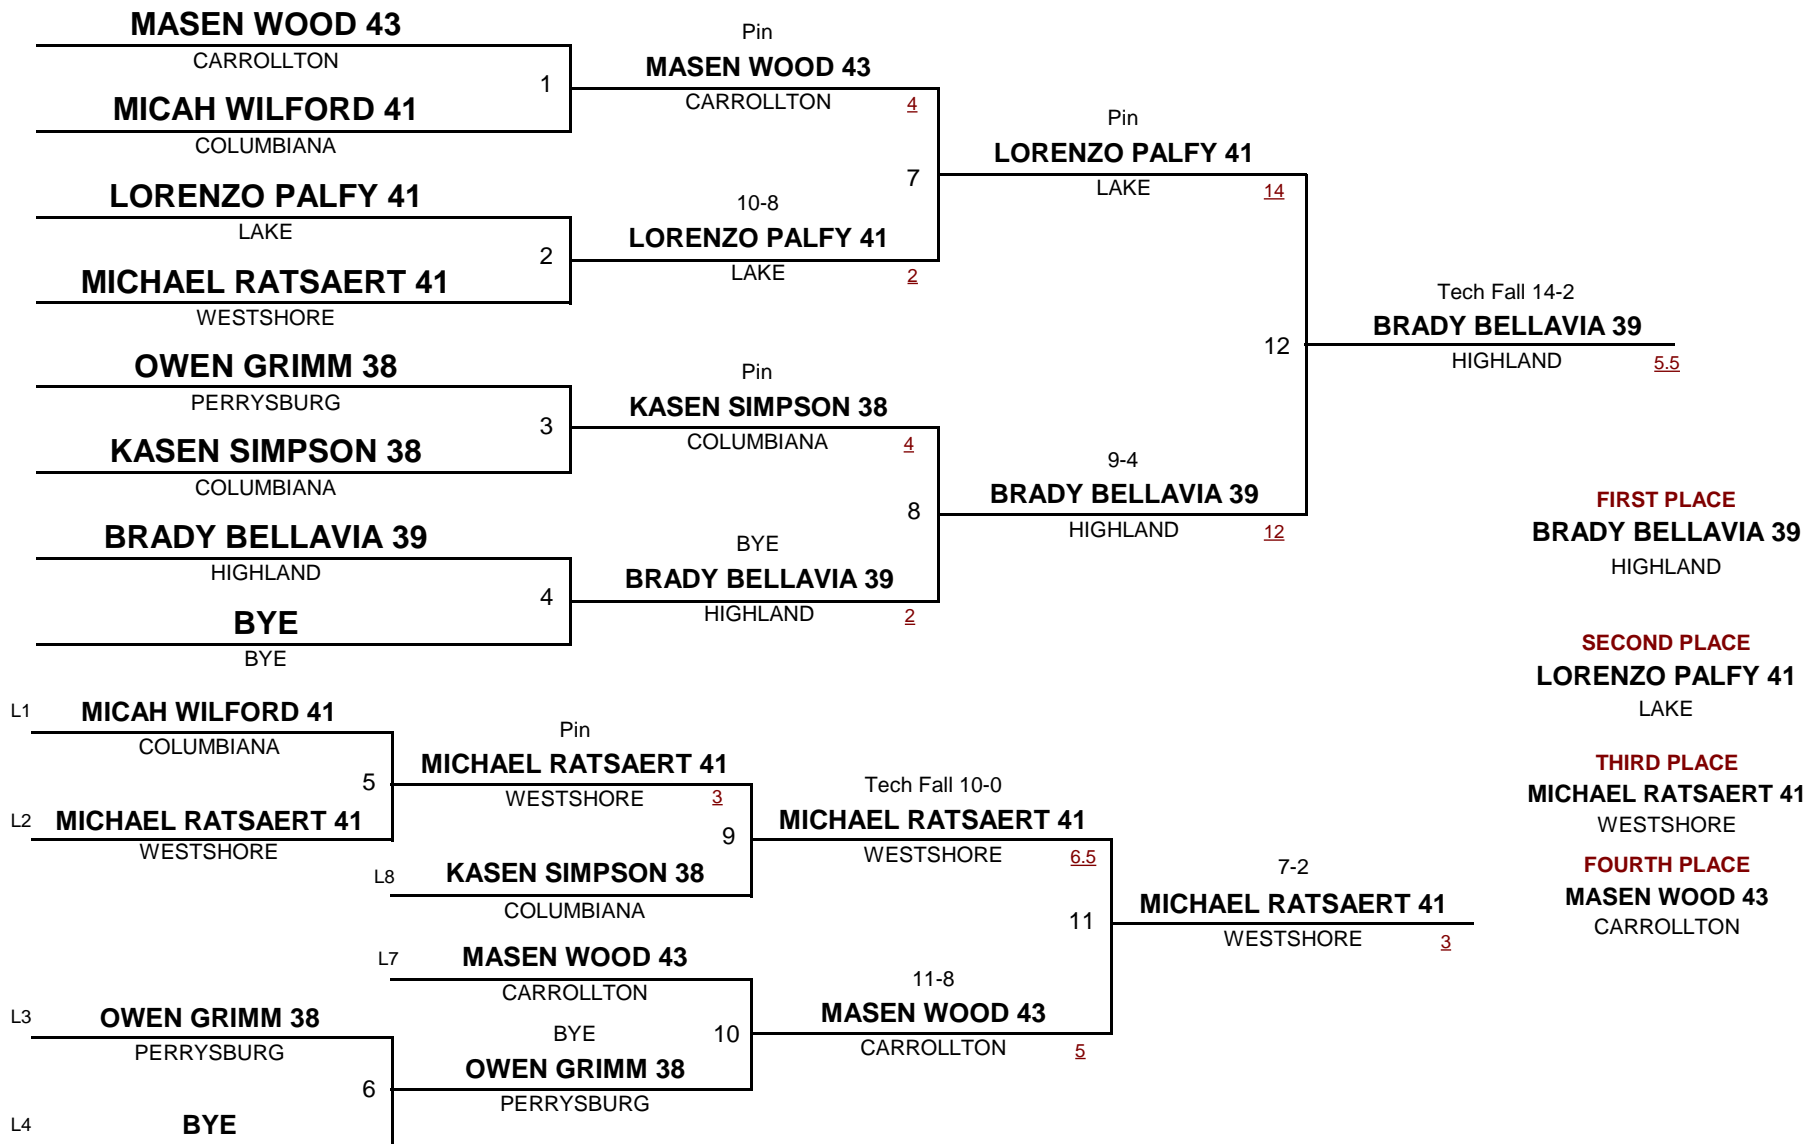 MASEN WOOD 43
CARROLLTON
1
MICAH WILFORD 41
COLUMBIANA
LORENZO PALFY 41
LAKE
2
MICHAEL RATSAERT 41
WESTSHORE
OWEN GRIMM 38
PERRYSBURG
3
KASEN SIMPSON 38
COLUMBIANA
BRADY BELLAVIA 39
HIGHLAND
4
BYE
BYE
Pin
MASEN WOOD 43
CARROLLTON 4
7
10-8
LORENZO PALFY 41
LAKE 2
Pin
KASEN SIMPSON 38
COLUMBIANA 4
8
BYE
BRADY BELLAVIA 39
HIGHLAND 2
Pin
LORENZO PALFY 41
LAKE 14
12
9-4
BRADY BELLAVIA 39
HIGHLAND 12
Tech Fall 14-2
BRADY BELLAVIA 39
HIGHLAND 5.5
L1 MICAH WILFORD 41
COLUMBIANA
5
L2 MICHAEL RATSAERT 41
WESTSHORE
L3 OWEN GRIMM 38
PERRYSBURG
6
L4 BYE
Pin
MICHAEL RATSAERT 41
WESTSHORE 3
9
L8 KASEN SIMPSON 38
COLUMBIANA
L7 MASEN WOOD 43
CARROLLTON
10
BYE
OWEN GRIMM 38
PERRYSBURG
Tech Fall 10-0
MICHAEL RATSAERT 41
WESTSHORE 6.5
11
11-8
MASEN WOOD 43
CARROLLTON 5
7-2
MICHAEL RATSAERT 41
WESTSHORE 3
FIRST PLACE
BRADY BELLAVIA 39
HIGHLAND
SECOND PLACE
LORENZO PALFY 41
LAKE
THIRD PLACE
MICHAEL RATSAERT 41
WESTSHORE
FOURTH PLACE
MASEN WOOD 43
CARROLLTON